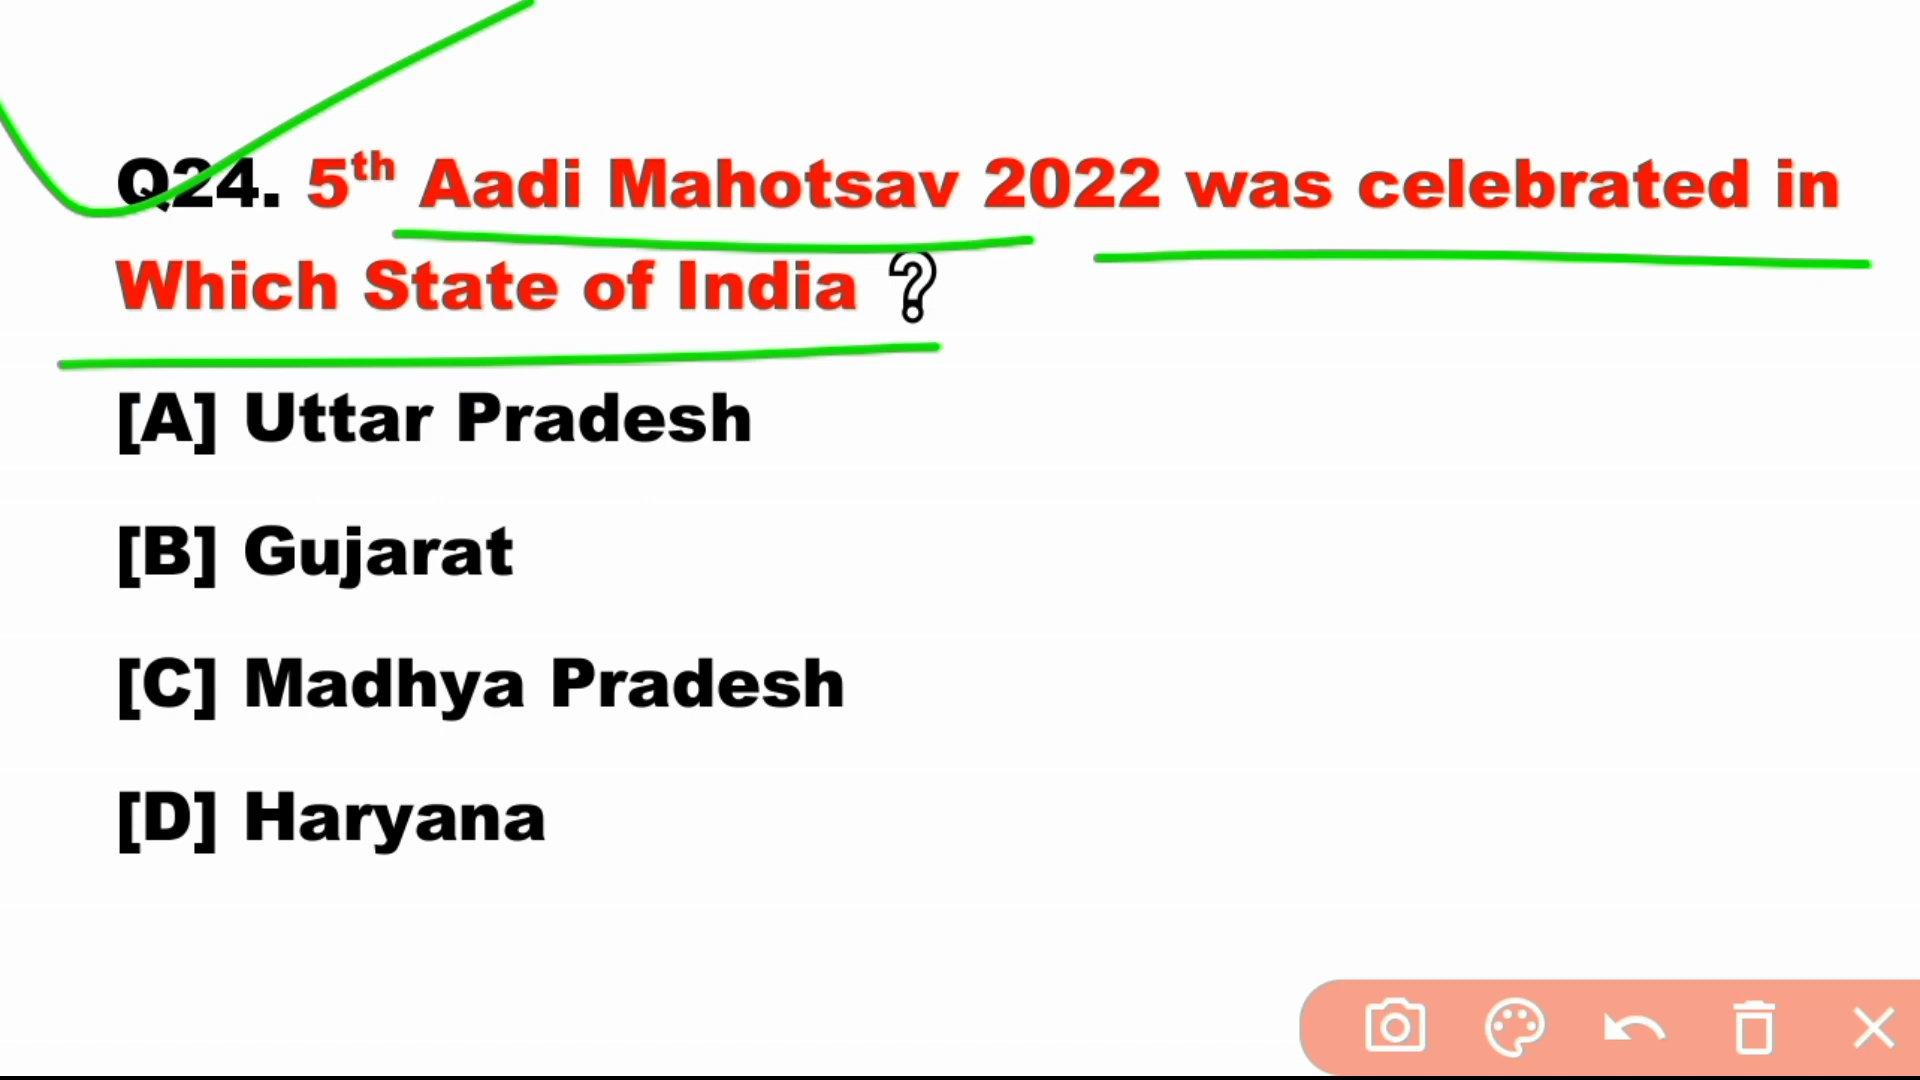 Q24. 5th Aadi Mahotsav 2022 was celebrated in
Which State of India ?
[A] Uttar Pradesh
[B] Gujarat
[C] Madhya Pradesh
[D] Haryana